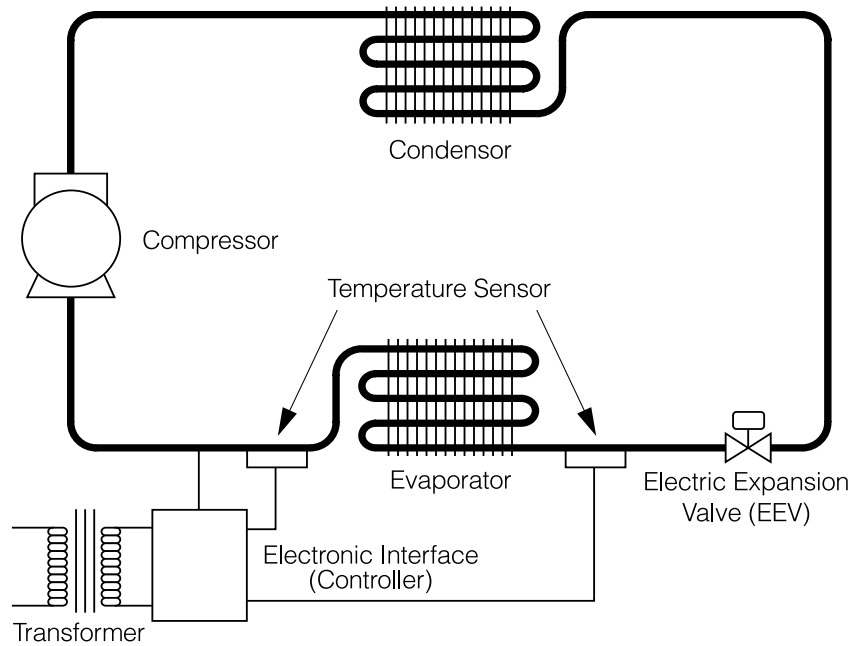 Condensor
Compressor
Temperature Sensor
Evaporator
Electric Expansion
Valve (EEV)
Electronic Interface
(Controller)
Transformer